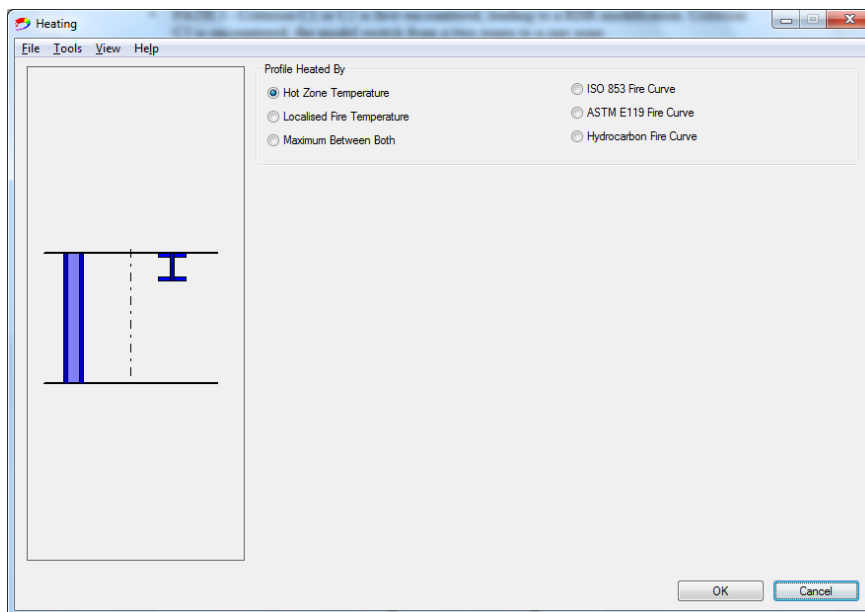 Heating
File Tools View Help
Profile Heated By
Hot Zone Temperature
Localised Fire Temperature
Maximum Between Both
ISO 853 Fire Curve
ASTM E119 Fire Curve
Hydrocarbon Fire Curve
OK
Cancel